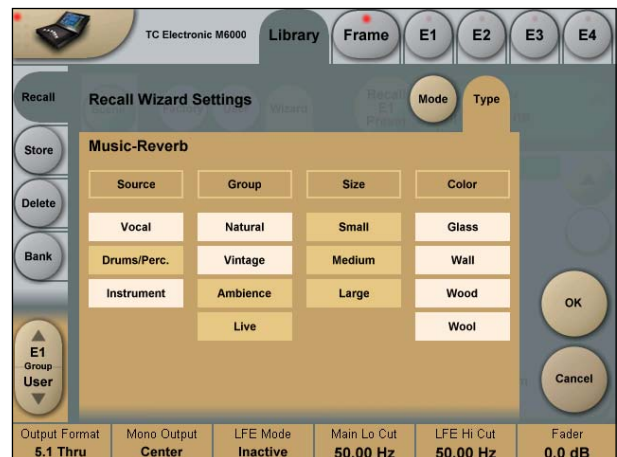 TC Electronic M6000
Library
Frame
E1
E2
E3
E4
Recall
Store
Delete
Bank
E1
Group
User
Recall Wizard Settings
Mode
Type
Wizard
Recall
E1
Music-Reverb
Source
Group
Size
Color
Vocal
Natural
Small
Glass
Drums/Perc.
Vintage
Medium
Wall
Instrument
Ambience
Large
Wood
Live
Wool
OK
Cancel
Output Format
Mono Output
LFE Mode
Main Lo Cut
LFE Hi Cut
Fader
5.1 Thru
Center
Inactive
50.00 Hz
50.00 Hz
0.0 dB